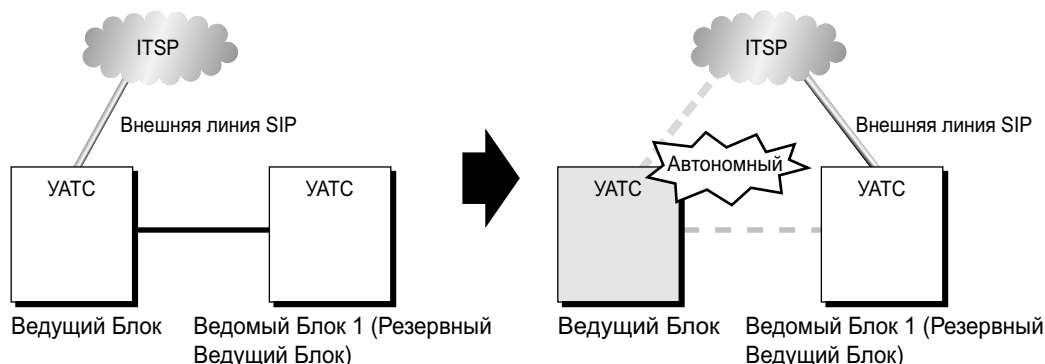 ITSP
Внешняя линия SIP
УАТС
УАТС
Ведущий Блок
Ведомый Блок 1 (Резервный
Ведущий Блок)
ITSP
Внешняя линия SIP
Автономный
УАТС
УАТС
Ведущий Блок
Ведомый Блок 1 (Резервный
Ведущий Блок)